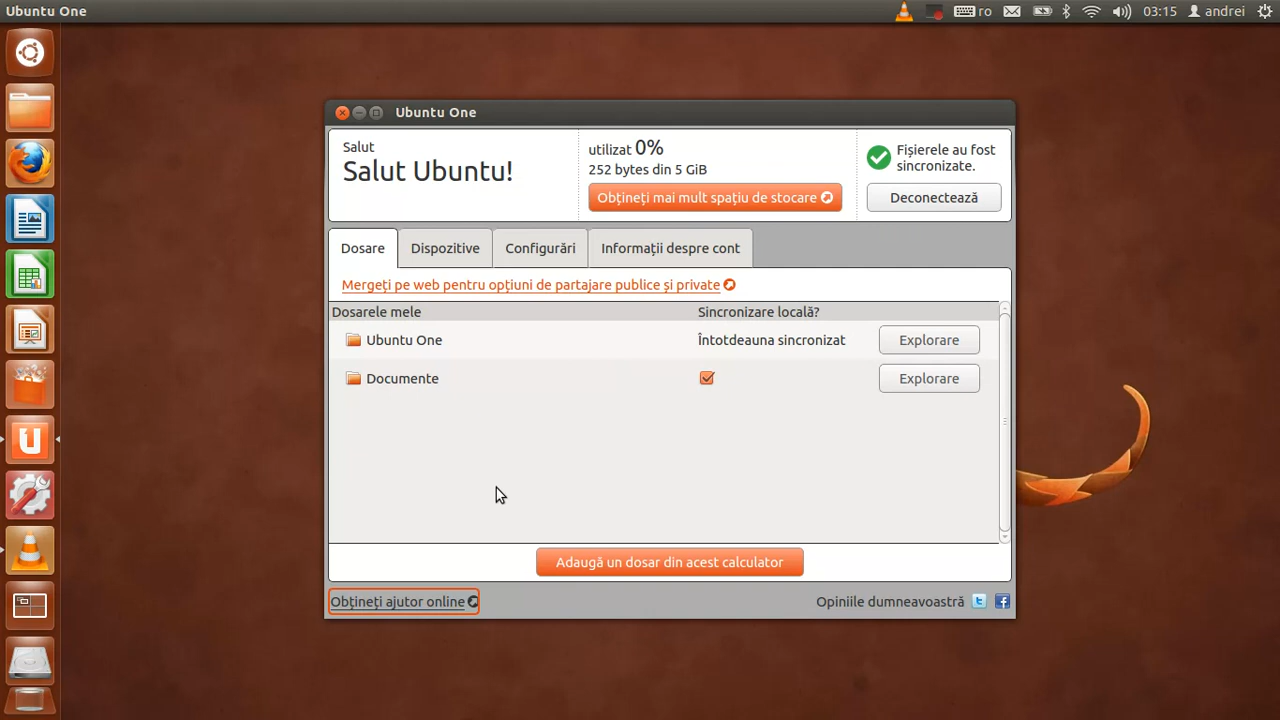 Ubuntu One
ro
03:15
andrei
Ubuntu One
Salut
Salut Ubuntu!
utilizat 0%
252 bytes din 5 GiB
Obțineți mai mult spațiu de stocare
Fișierele au fost
sincronizate.
Deconectează
Dosare
Dispozitive
Configurări
Informații despre cont
Mergeți pe web pentru opțiuni de partajare publice și private
Dosarele mele
Sincronizare locală?
Ubuntu One
Întotdeauna sincronizat
Explorare
Documente
Explorare
Adaugă un dosar din acest calculator
Obțineți ajutor online
Opiniile dumneavoastră